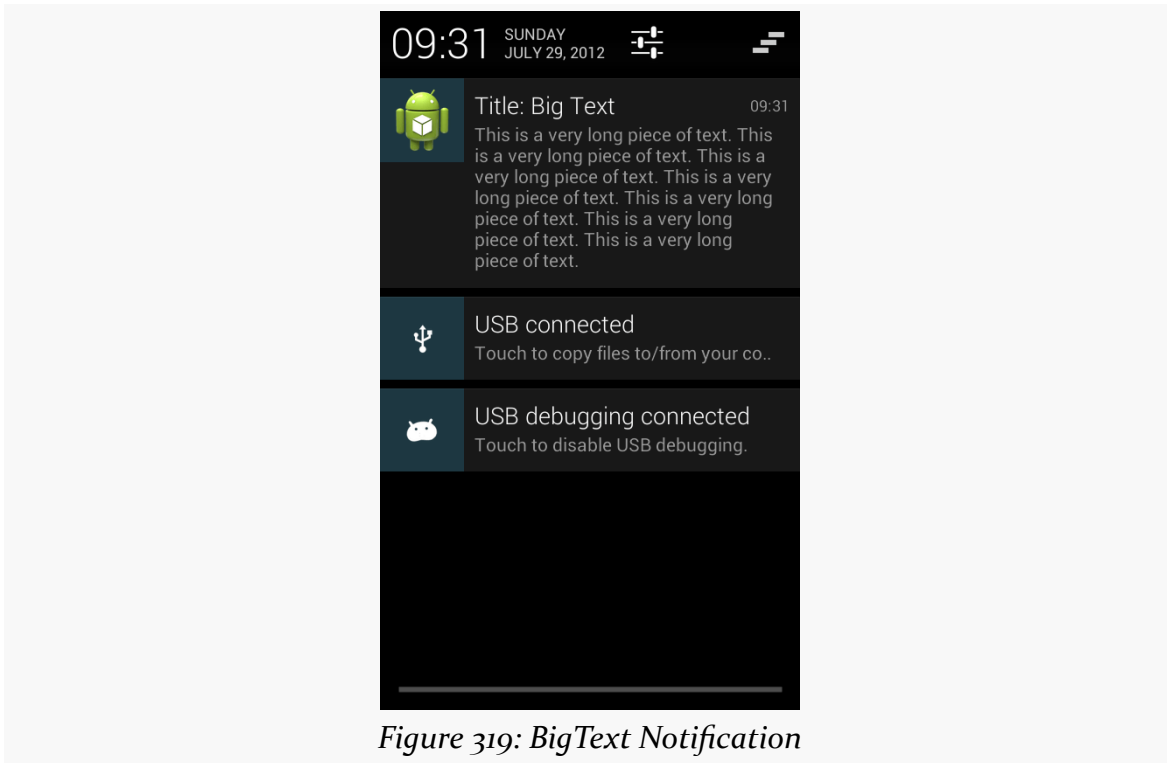 09:31
SUNDAY
JULY 29, 2012
Title: Big Text
09:31
This is a very long piece of text. This
is a very long piece of text. This is a
very long piece of text. This is a very
long piece of text. This is a very long
piece of text. This is a very long
piece of text. This is a very long
piece of text.
USB connected
Touch to copy files to/from your co..
USB debugging connected
Touch to disable USB debugging.
Figure 319: BigText Notification